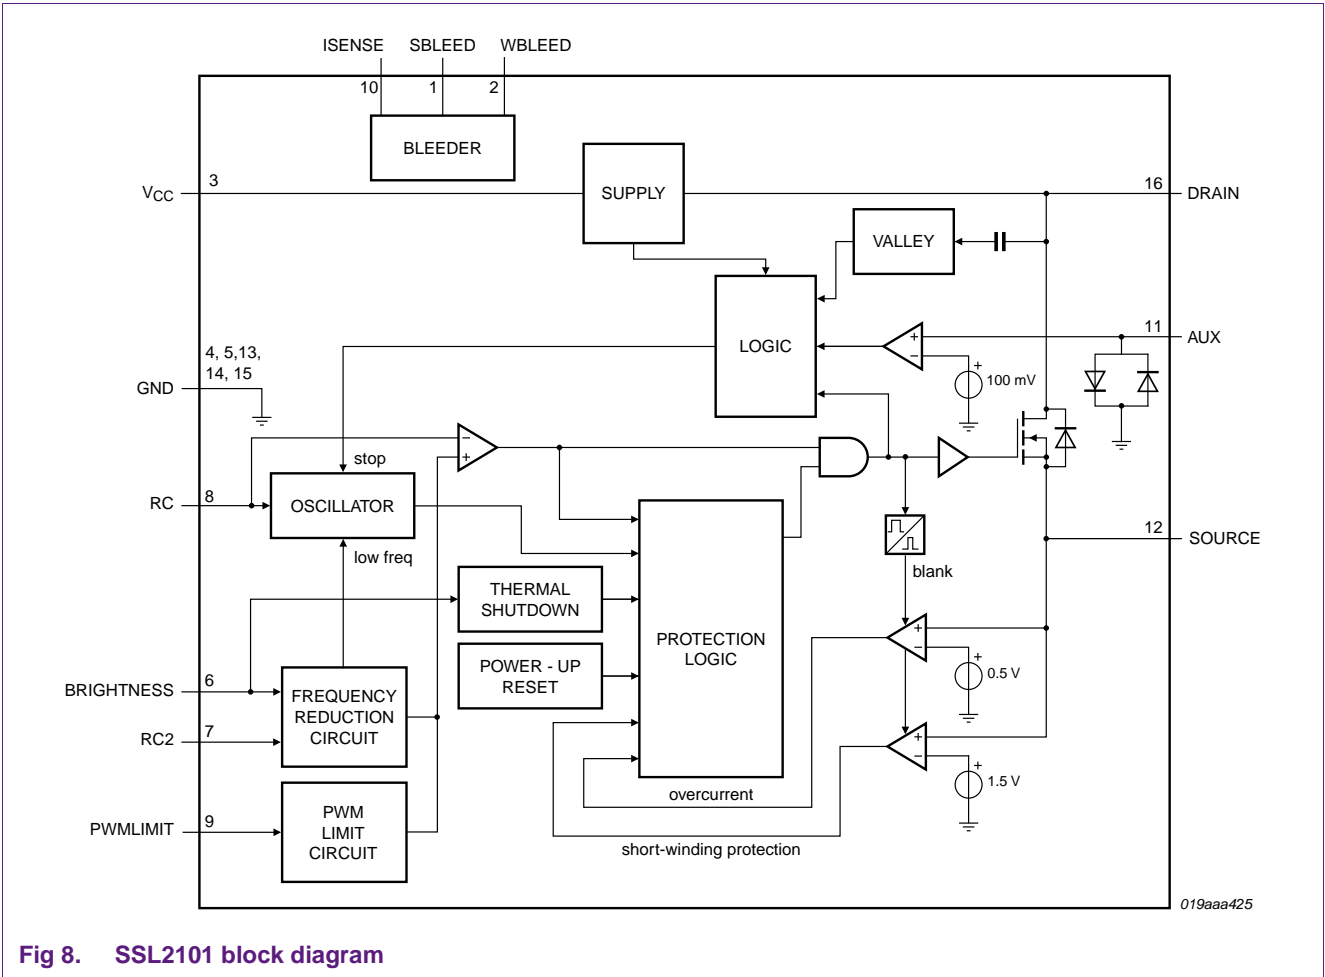 ISENSE SBLEED WBLEED
10 1 2
BLEEDER
VCC 3 SUPPLY 16 DRAIN
VALLEY
LOGIC
11 AUX
+
−
+
100 mV
4, 5,13,
14, 15
GND
stop
−
+
RC 8 OSCILLATOR
low freq
12 SOURCE
blank
THERMAL
SHUTDOWN
PROTECTION
LOGIC
POWER - UP
RESET
+
−
+
0.5 V
BRIGHTNESS 6
RC2 7
FREQUENCY
REDUCTION
CIRCUIT
+
−
+
1.5 V
overcurrent
PWMLIMIT 9
PWM
LIMIT
CIRCUIT
short-winding protection
019aaa425
Fig 8. SSL2101 block diagram